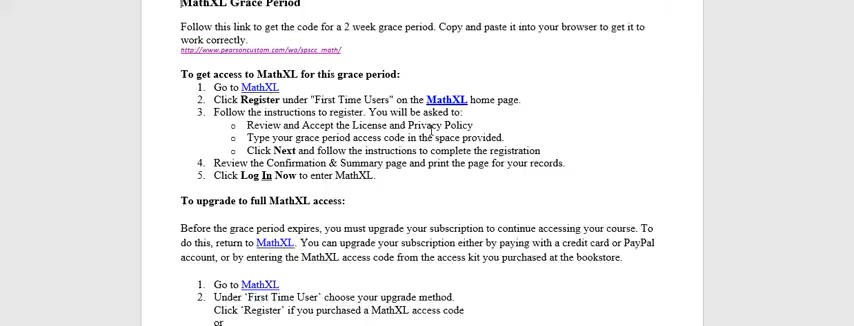 MathXL Grace Period
Follow this link to get the code for a 2 week grace period. Copy and paste it into your browser to get it to
work correctly.
http://www.pearsoncustom.com/wa/spscc_math/
To get access to MathXL for this grace period:
1. Go to MathXL
2. Click Register under "First Time Users" on the MathXL home page.
3. Follow the instructions to register. You will be asked to:
o Review and Accept the License and Privacy Policy
o Type your grace period access code in the space provided.
o Click Next and follow the instructions to complete the registration
4. Review the Confirmation & Summary page and print the page for your records.
5. Click Log In Now to enter MathXL.
To upgrade to full MathXL access:
Before the grace period expires, you must upgrade your subscription to continue accessing your course. To
do this, return to MathXL. You can upgrade your subscription either by paying with a credit card or PayPal
account, or by entering the MathXL access code from the access kit you purchased at the bookstore.
1. Go to MathXL
2. Under 'First Time User' choose your upgrade method.
Click 'Register' if you purchased a MathXL access code
or